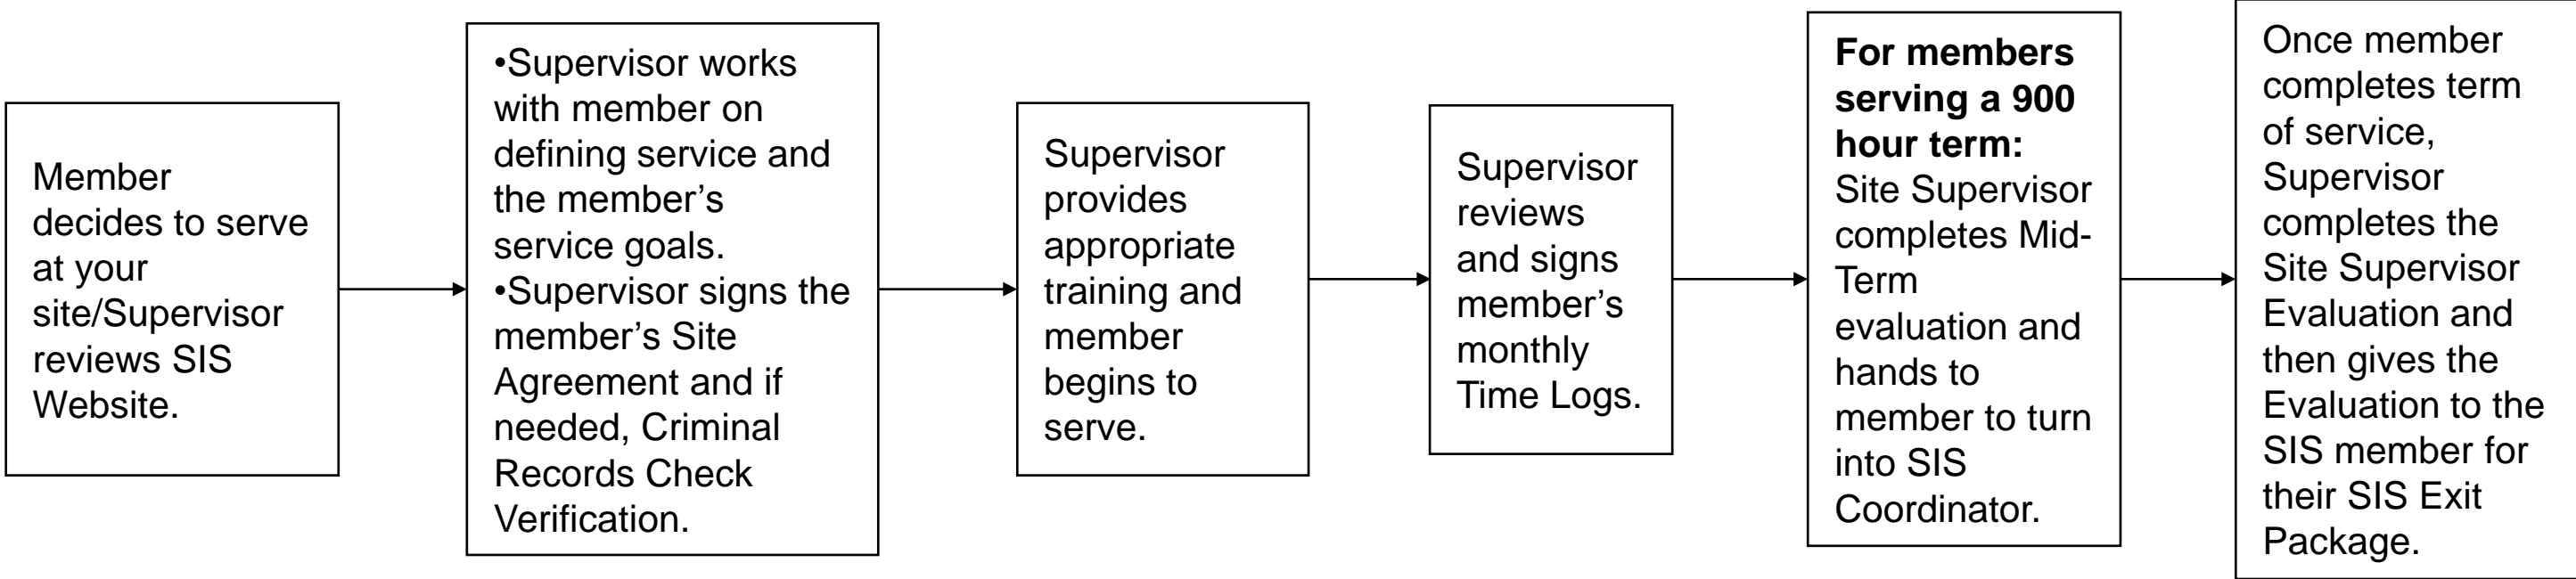 Member
decides to serve
at your
site/Supervisor
reviews SIS
Website.
•Supervisor works
with member on
defining service and
the member’s
service goals.
•Supervisor signs the
member’s Site
Agreement and if
needed, Criminal
Records Check
Verification.
Supervisor
provides
appropriate
training and
member
begins to
serve.
Supervisor
reviews
and signs
member’s
monthly
Time Logs.
For members
serving a 900
hour term:
Site Supervisor
completes Mid-
Term
evaluation and
hands to
member to turn
into SIS
Coordinator.
Once member
completes term
of service,
Supervisor
completes the
Site Supervisor
Evaluation and
then gives the
Evaluation to the
SIS member for
their SIS Exit
Package.